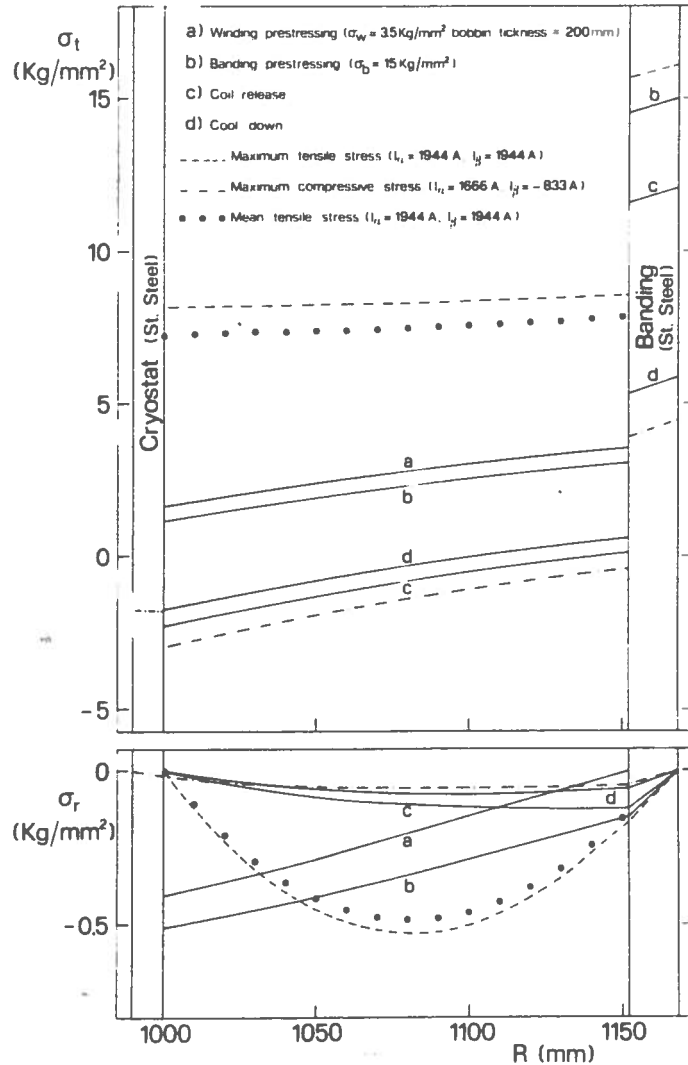 σt
(Kg/mm²)
a) Winding prestressing (σw = 3.5 Kg/mm² bobbin tickness = 200 mm)
b) Banding prestressing (σb = 15 Kg/mm²)
c) Coil release
d) Cool down
Maximum tensile stress (In = 1944 A, Iβ = 1944 A)
Maximum compressive stress (In = 1666 A, Iβ = -833 A)
Mean tensile stress (In = 1944 A, Iβ = 1944 A)
15
10
5
0
-5
Cryostat (St. Steel)
Banding (St. Steel)
b
c
d
a
b
d
c
σr
(Kg/mm²)
0
-0.5
c
a
b
d
1000
1050
1100
1150
R (mm)